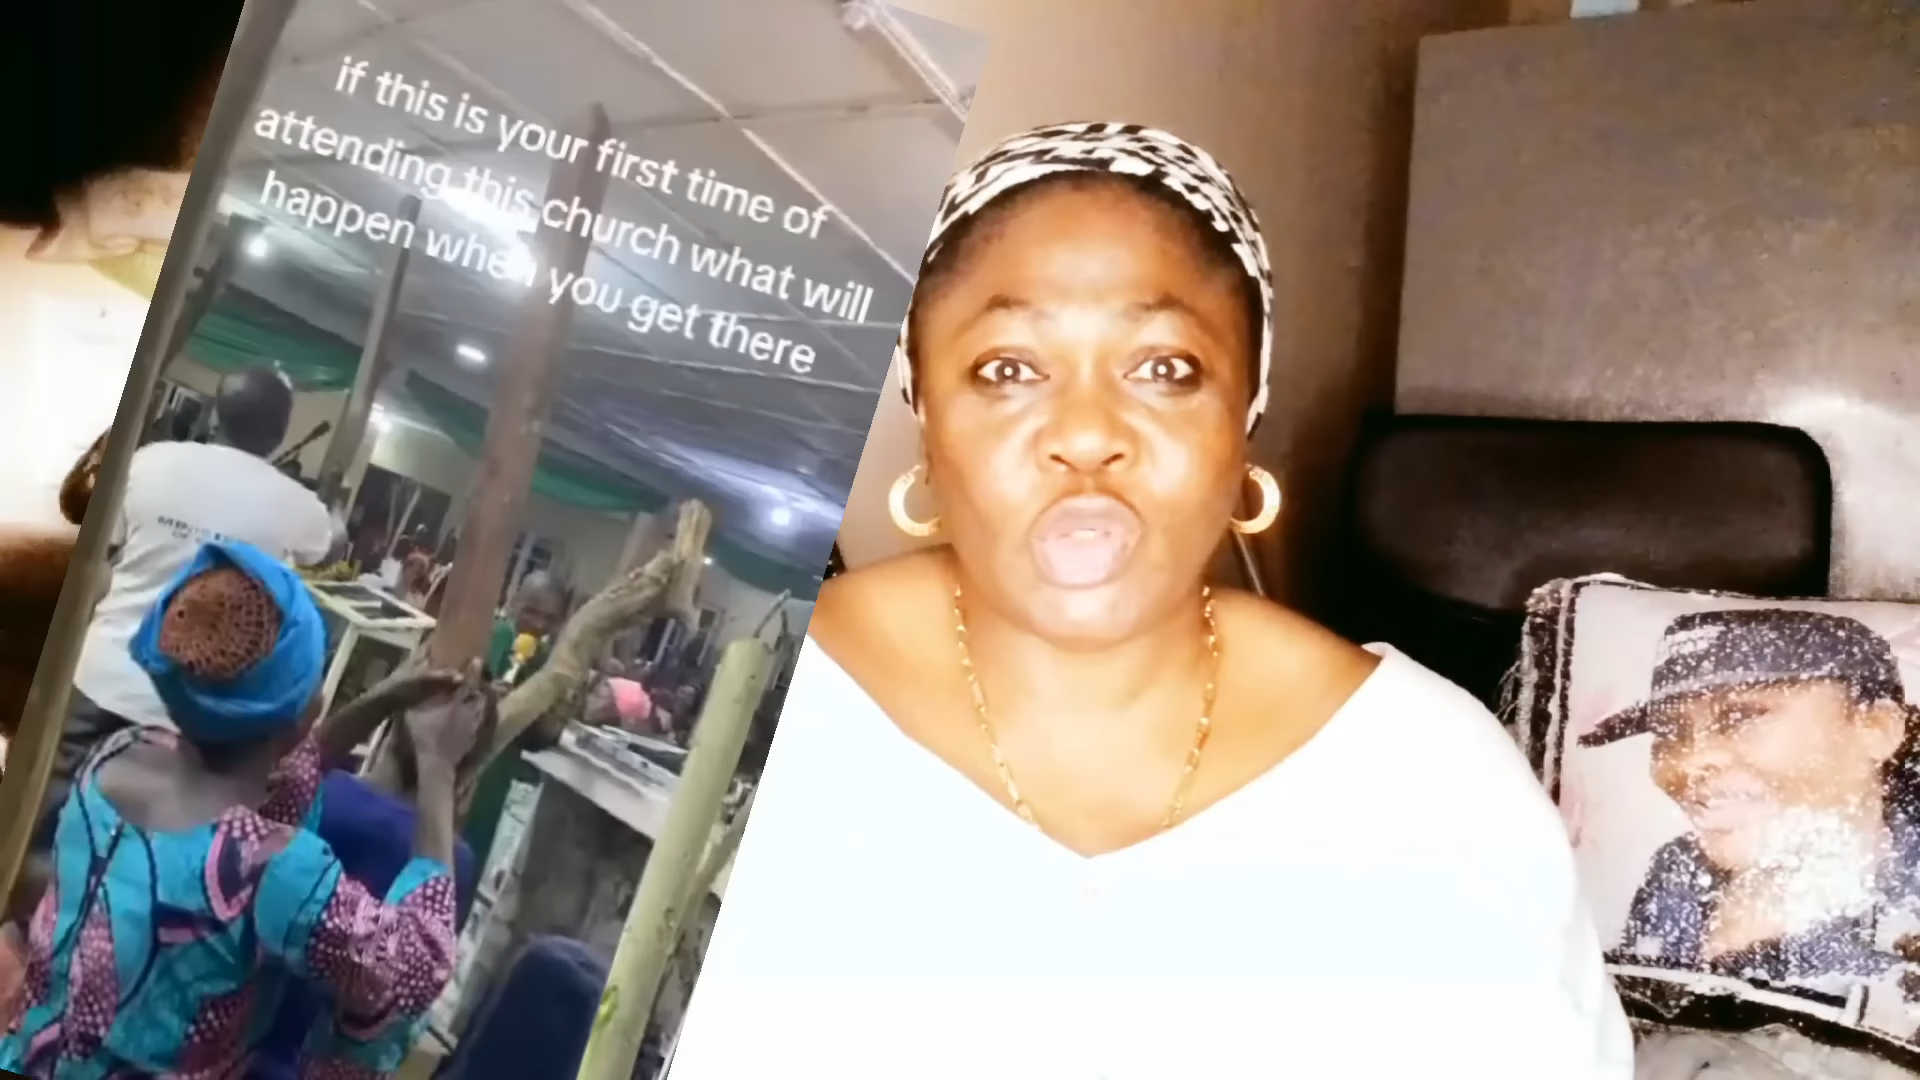 if this is your first time of
attending this church what will
happen when you get there